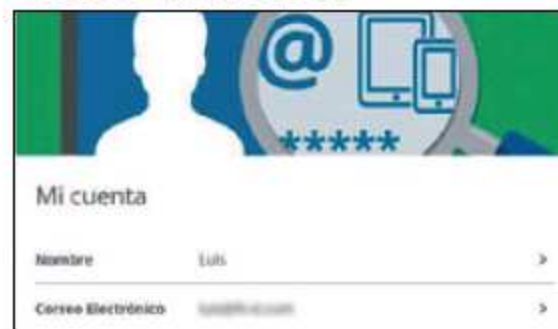 @
*****
Mi cuenta
Nombre Luis >
Correo Electrónico >